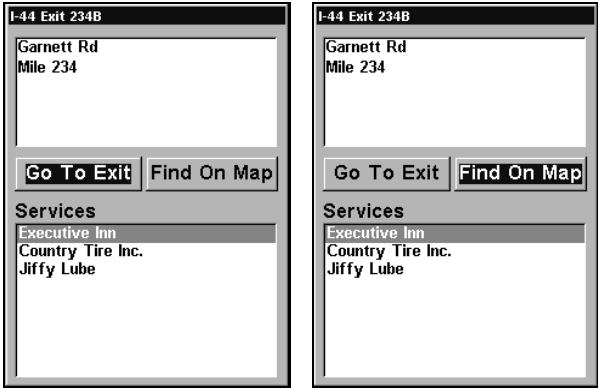 I-44 Exit 234B
Garnett Rd
Mile 234
Go To Exit Find On Map
Services
Executive Inn
Country Tire Inc.
Jiffy Lube
I-44 Exit 234B
Garnett Rd
Mile 234
Go To Exit Find On Map
Services
Executive Inn
Country Tire Inc.
Jiffy Lube